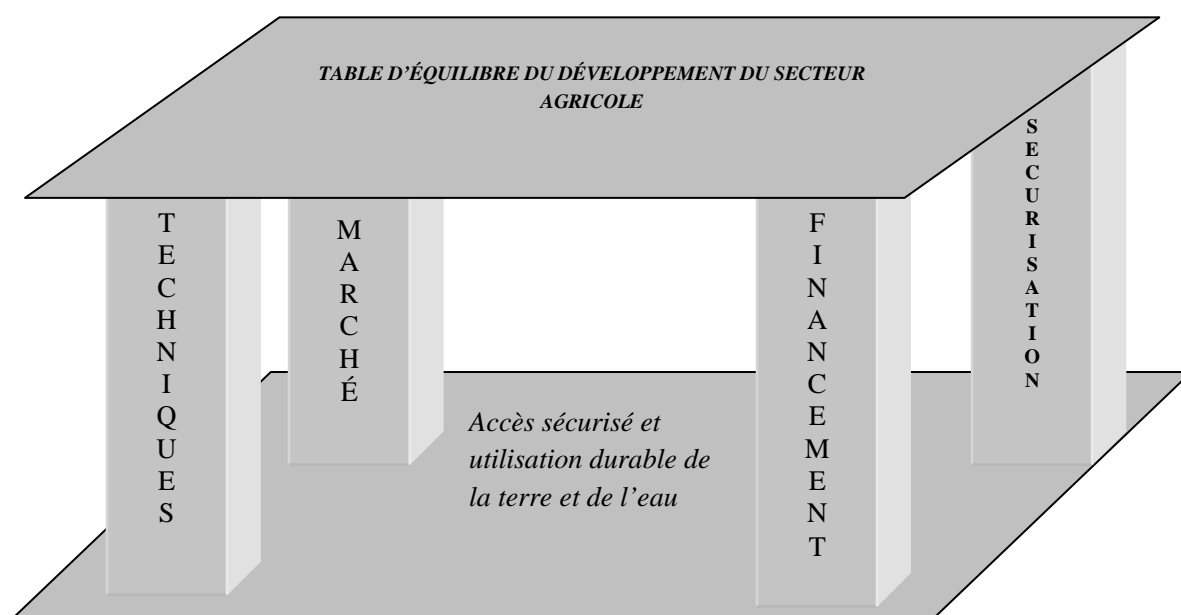 TABLE D'ÉQUILIBRE DU DÉVELOPPEMENT DU SECTEUR
AGRICOLE
TECHNIQUES
MARCHÉ
FINANCEMENT
SECURISATION
Accès sécurisé et
utilisation durable de
la terre et de l'eau